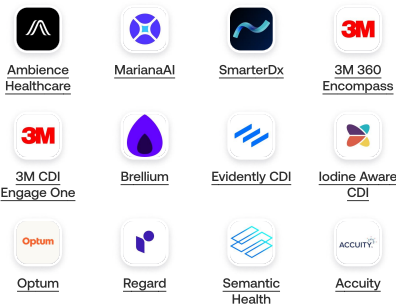 3M
Ambience
Healthcare
MarianaAI
SmarterDx
3M 360
Encompass
3M
Optum
ACCUITY
3M CDI
Engage One
Brellium
Evidently CDI
Iodine Aware
CDI
Optum
Regard
Semantic
Health
Accuity